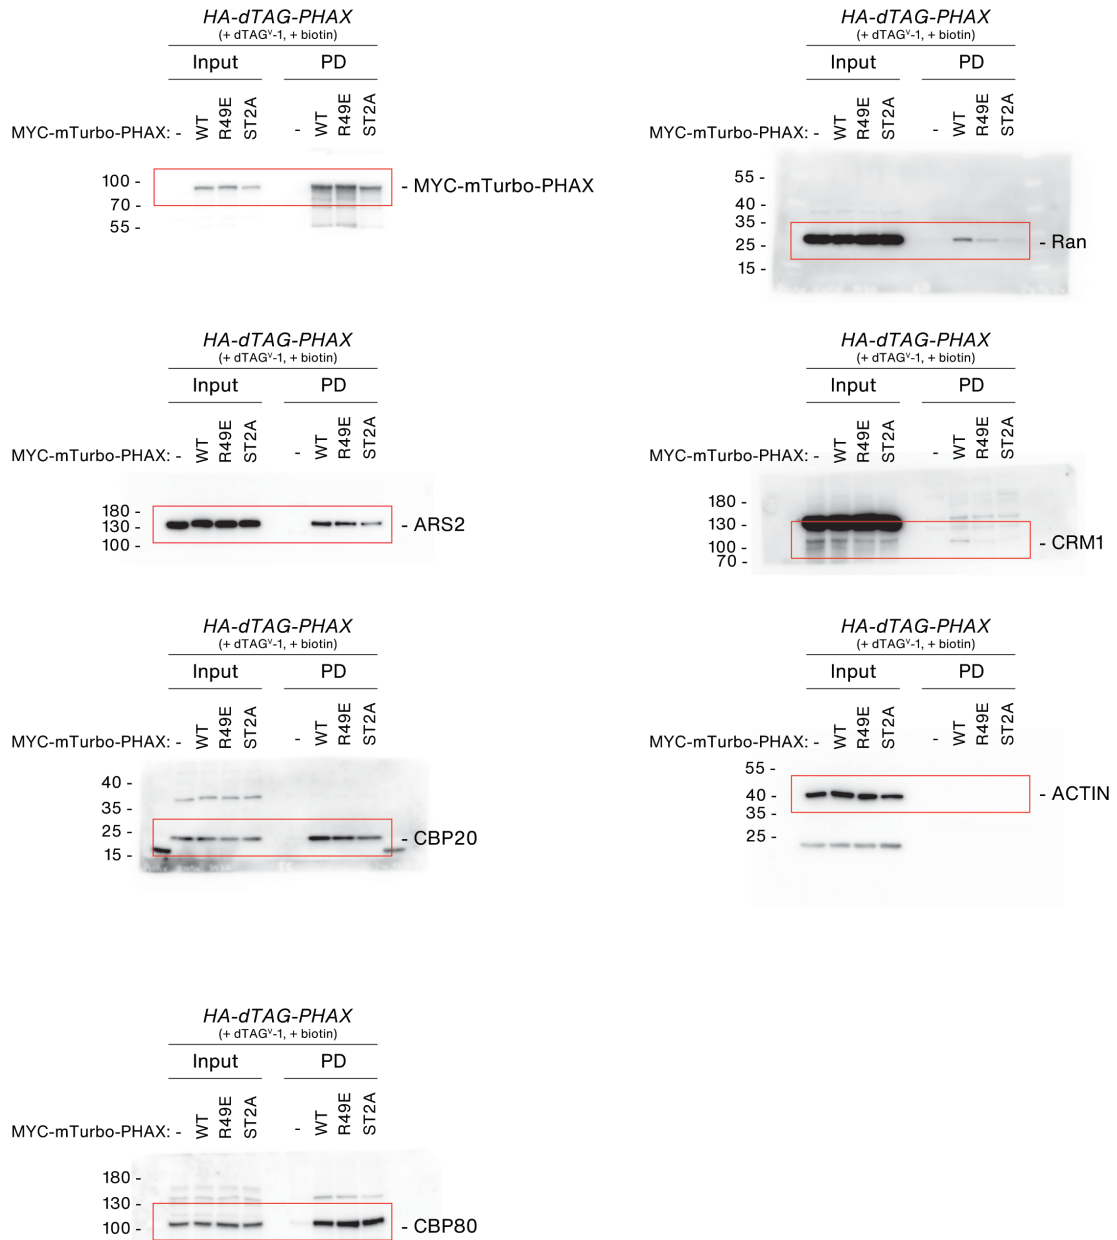 HA-dTAG-PHAX
(+ dTAGᵛ-1, + biotin)
Input PD
MYC-mTurbo-PHAX: - WT R49E ST2A - WT R49E ST2A
100 -
70 -
55 -
- MYC-mTurbo-PHAX
HA-dTAG-PHAX
(+ dTAGᵛ-1, + biotin)
Input PD
MYC-mTurbo-PHAX: - WT R49E ST2A - WT R49E ST2A
55 -
40 -
35 -
25 -
15 -
- Ran
HA-dTAG-PHAX
(+ dTAGᵛ-1, + biotin)
Input PD
MYC-mTurbo-PHAX: - WT R49E ST2A - WT R49E ST2A
180 -
130 -
100 -
- ARS2
HA-dTAG-PHAX
(+ dTAGᵛ-1, + biotin)
Input PD
MYC-mTurbo-PHAX: - WT R49E ST2A - WT R49E ST2A
180 -
130 -
100 -
70 -
- CRM1
HA-dTAG-PHAX
(+ dTAGᵛ-1, + biotin)
Input PD
MYC-mTurbo-PHAX: - WT R49E ST2A - WT R49E ST2A
40 -
35 -
25 -
15 -
- CBP20
HA-dTAG-PHAX
(+ dTAGᵛ-1, + biotin)
Input PD
MYC-mTurbo-PHAX: - WT R49E ST2A - WT R49E ST2A
55 -
40 -
35 -
25 -
- ACTIN
HA-dTAG-PHAX
(+ dTAGᵛ-1, + biotin)
Input PD
MYC-mTurbo-PHAX: - WT R49E ST2A - WT R49E ST2A
180 -
130 -
100 -
- CBP80